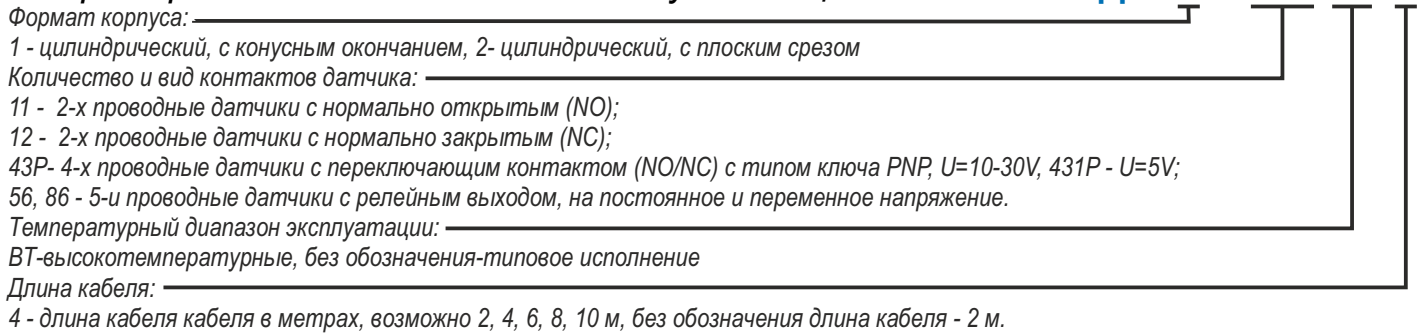 Формат корпуса:
1 - цилиндрический, с конусным окончанием, 2- цилиндрический, с плоским срезом
Количество и вид контактов датчика:
11 - 2-х проводные датчики с нормально открытым (NO);
12 - 2-х проводные датчики с нормально закрытым (NC);
43P- 4-х проводные датчики с переключающим контактом (NO/NC) с типом ключа PNP, U=10-30V, 431P - U=5V;
56, 86 - 5-и проводные датчики с релейным выходом, на постоянное и переменное напряжение.
Температурный диапазон эксплуатации:
ВТ-высокотемпературные, без обозначения-типовое исполнение
Длина кабеля:
4 - длина кабеля кабеля в метрах, возможно 2, 4, 6, 8, 10 м, без обозначения длина кабеля - 2 м.